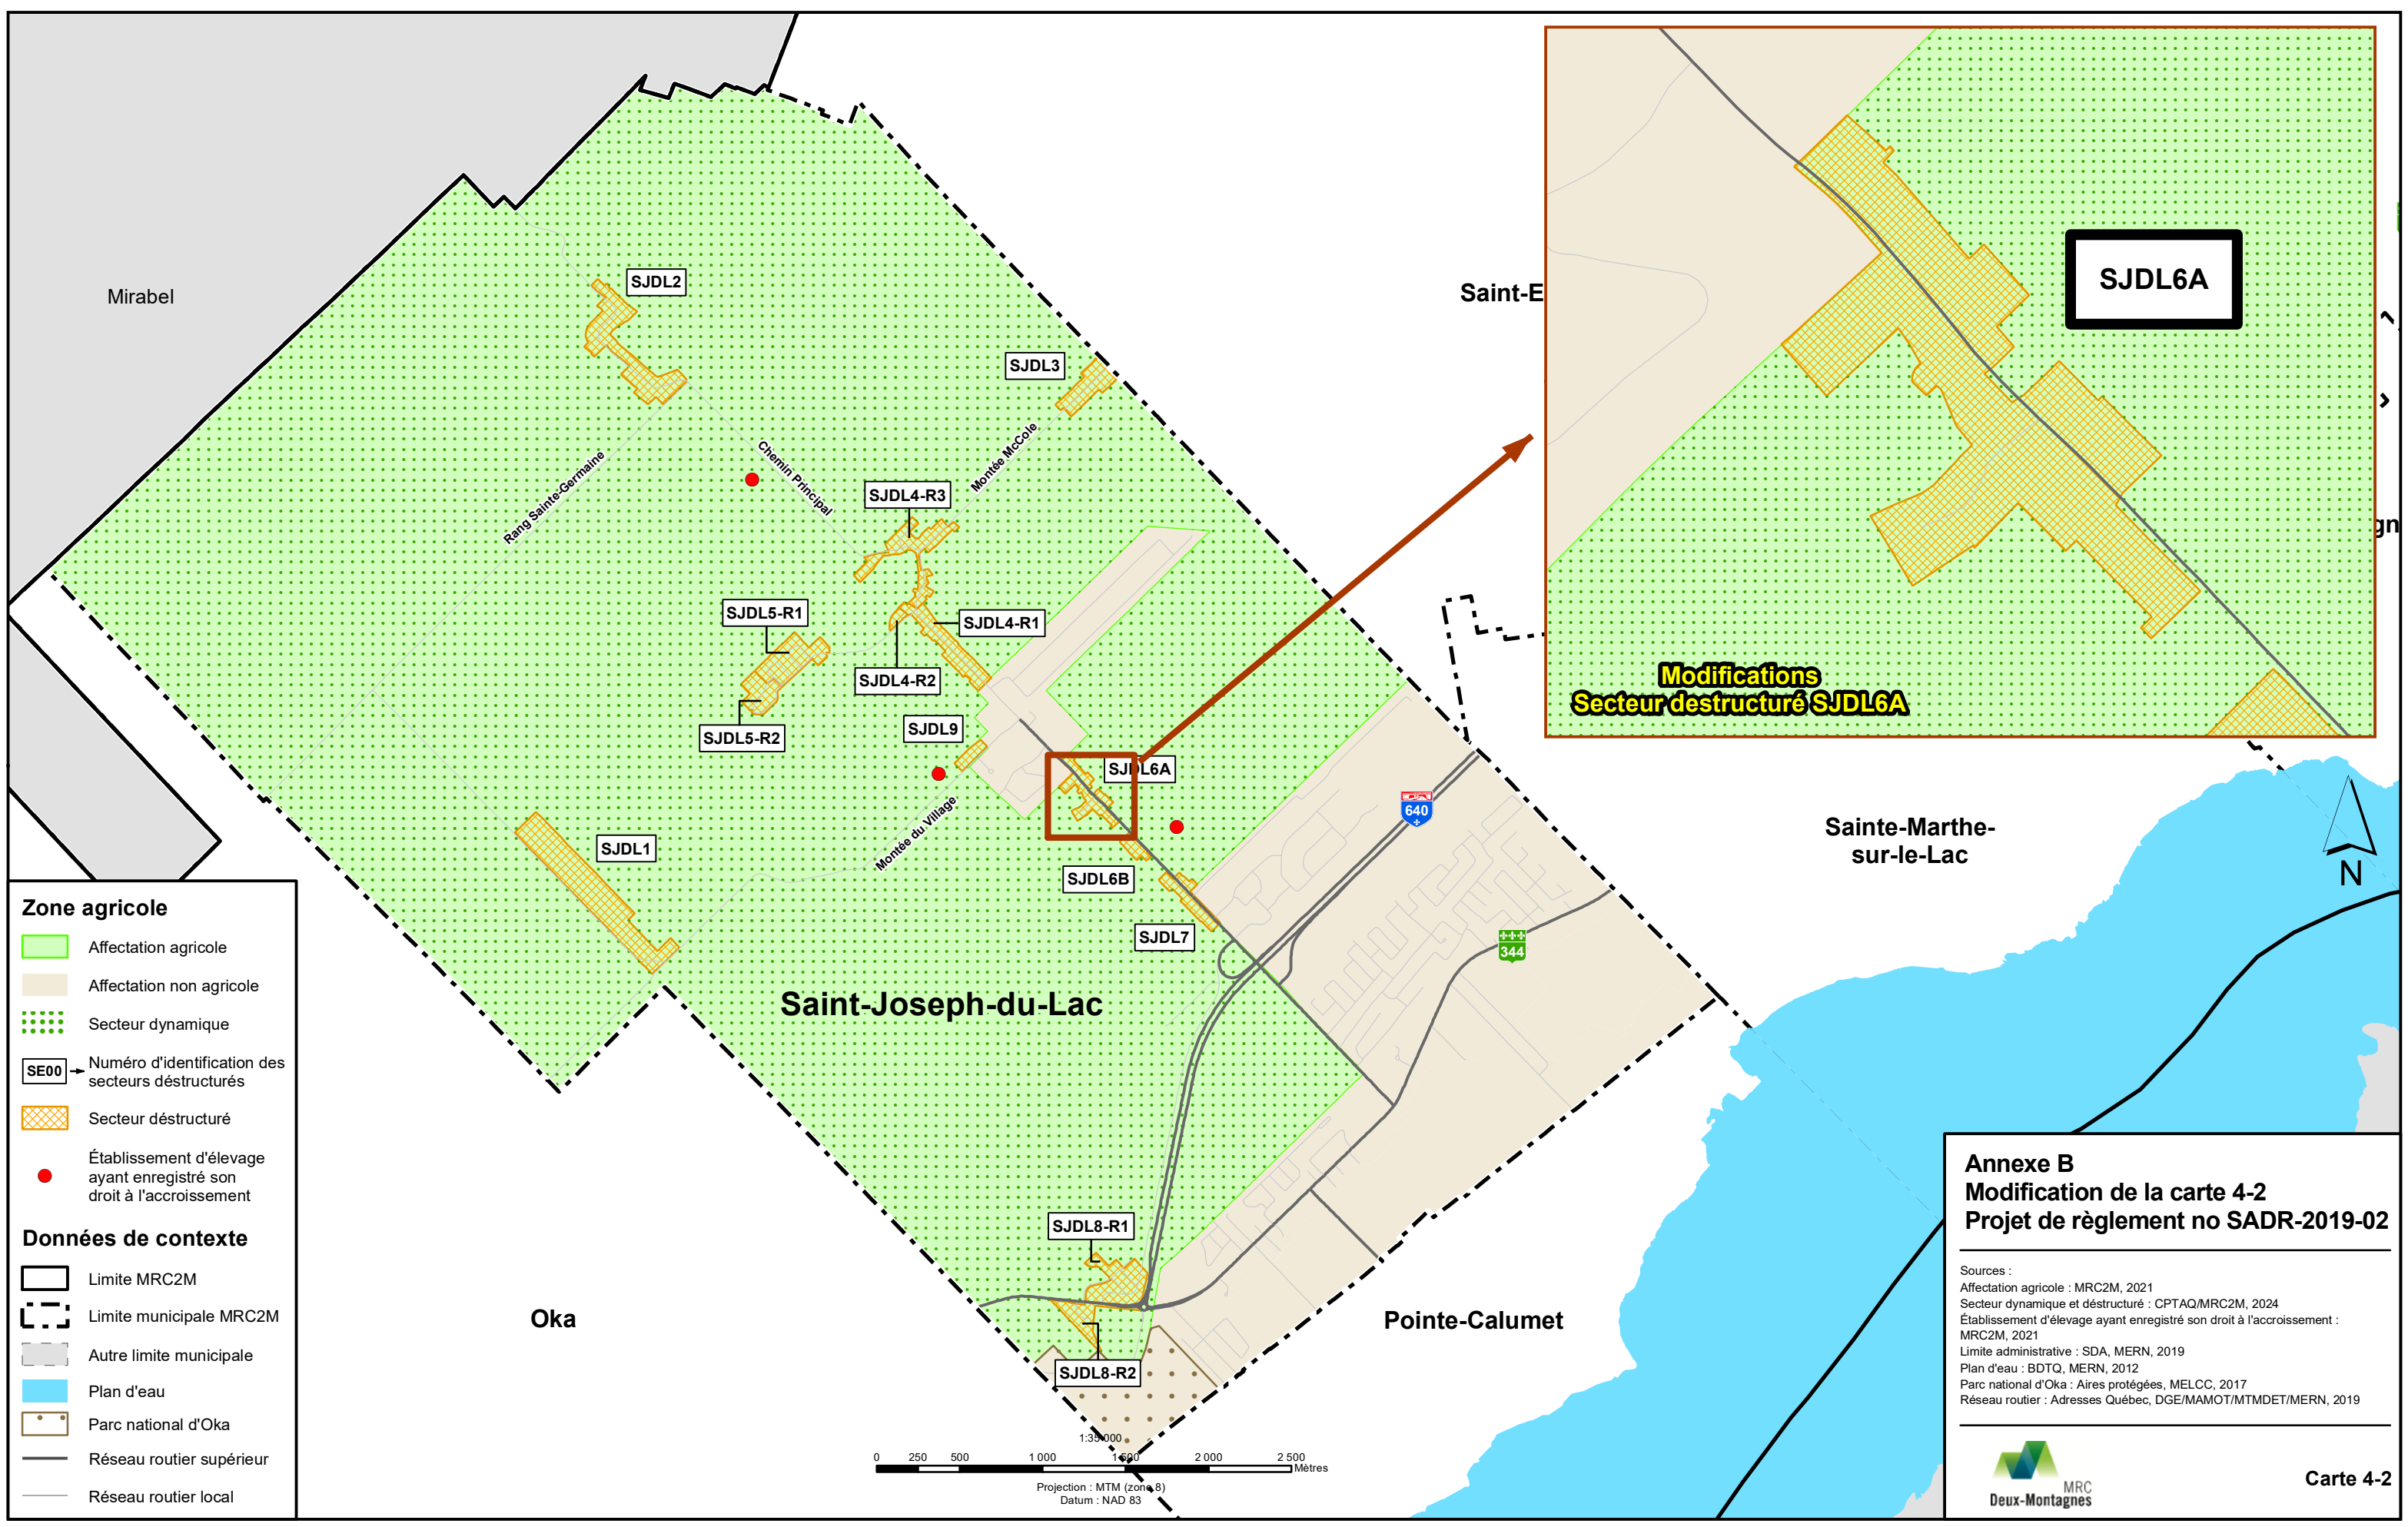 Mirabel
Saint-E
gn
SJDL2
SJDL3
Chemin Principal
Montée McCole
Rang Sainte-Germaine
SJDL4-R3
SJDL5-R1
SJDL4-R1
SJDL4-R2
SJDL9
SJDL5-R2
SJDL6A
SJDL1
Montée du Village
SJDL6B
SJDL7
640
344
Saint-Joseph-du-Lac
Sainte-Marthe-
sur-le-Lac
SJDL8-R1
SJDL8-R2
Oka
Pointe-Calumet
SJDL6A
Modifications
Secteur destructuré SJDL6A
N
Zone agricole
Affectation agricole
Affectation non agricole
Secteur dynamique
SE00
Numéro d'identification des
secteurs déstructurés
Secteur déstructuré
Établissement d'élevage
ayant enregistré son
droit à l'accroissement
Données de contexte
Limite MRC2M
Limite municipale MRC2M
Autre limite municipale
Plan d'eau
Parc national d'Oka
Réseau routier supérieur
Réseau routier local
1:35 000
0 250 500 1 000 1 500 2 000 2 500
Mètres
Projection : MTM (zone 8)
Datum : NAD 83
Annexe B
Modification de la carte 4-2
Projet de règlement no SADR-2019-02
Sources :
Affectation agricole : MRC2M, 2021
Secteur dynamique et déstructuré : CPTAQ/MRC2M, 2024
Établissement d'élevage ayant enregistré son droit à l'accroissement :
MRC2M, 2021
Limite administrative : SDA, MERN, 2019
Plan d'eau : BDTQ, MERN, 2012
Parc national d'Oka : Aires protégées, MELCC, 2017
Réseau routier : Adresses Québec, DGE/MAMOT/MTMDET/MERN, 2019
MRC
Deux-Montagnes
Carte 4-2